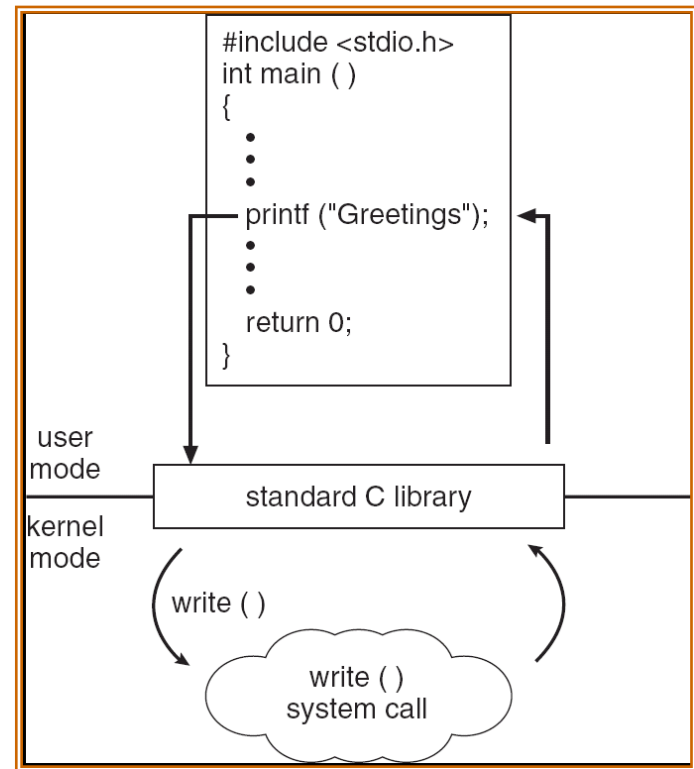 #include <stdio.h>
int main ( )
{
•
•
•
printf ("Greetings");
•
•
•
return 0;
}
user
mode
standard C library
kernel
mode
write ( )
write ( )
system call